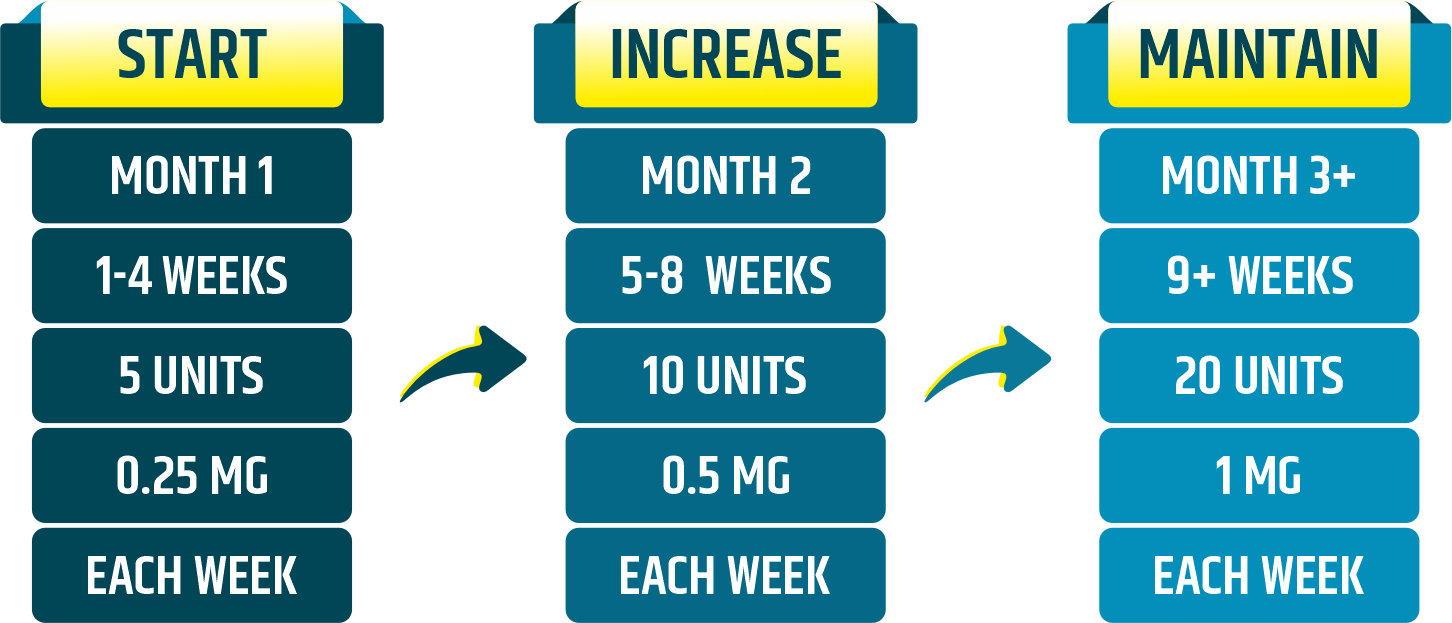 START
MONTH 1
1-4 WEEKS
5 UNITS
0.25 MG
EACH WEEK
INCREASE
MONTH 2
5-8 WEEKS
10 UNITS
0.5 MG
EACH WEEK
MAINTAIN
MONTH 3+
9+ WEEKS
20 UNITS
1 MG
EACH WEEK